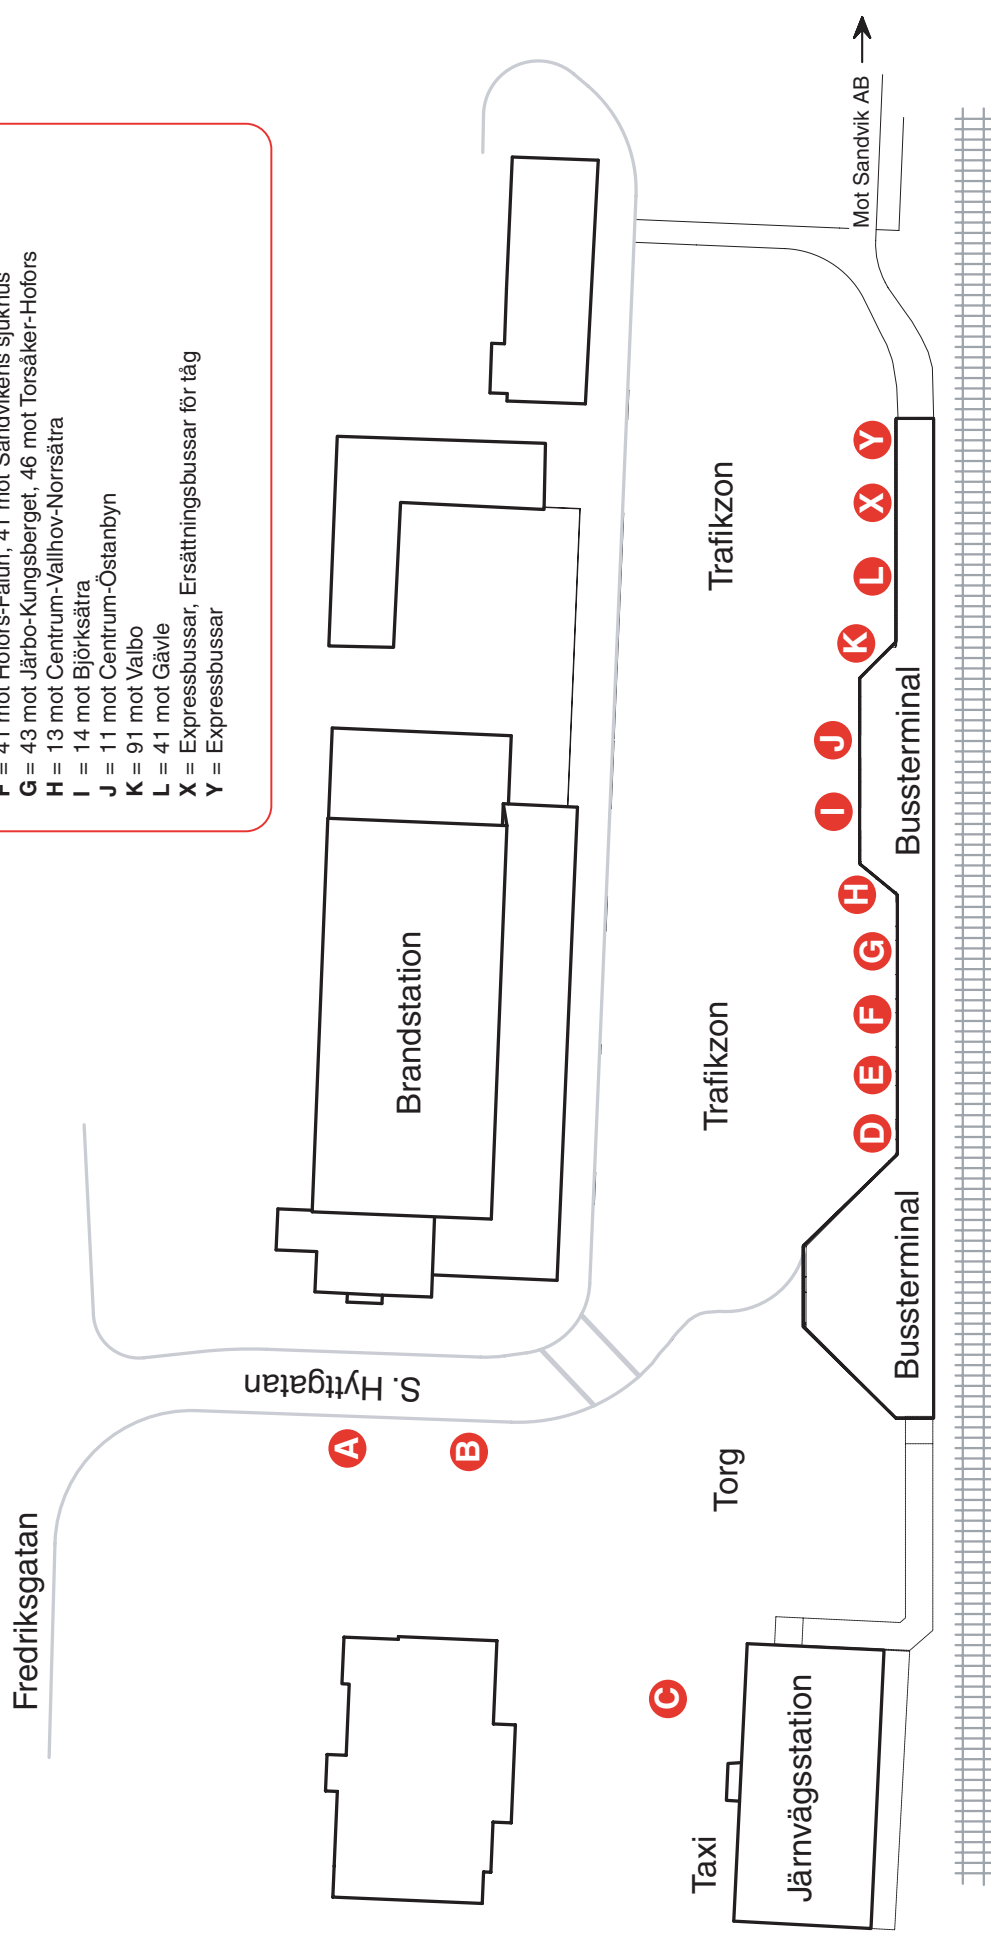 F = 41 mot Hofors-Falun, 41 mot Sandvikens sjukhus
G = 43 mot Järbo-Kungsberget, 46 mot Torsåker-Hofors
H = 13 mot Centrum-Vallhov-Norrsätra
I = 14 mot Björksätra
J = 11 mot Centrum-Östanbyn
K = 91 mot Valbo
L = 41 mot Gävle
X = Expressbussar, Ersättningsbussar för tåg
Y = Expressbussar
Fredriksgatan
S. Hyttgatan
A
B
Brandstation
C
Taxi
Torg
Trafikzon
Trafikzon
Järnvägsstation
D
E
F
G
H
I
J
K
L
X
Y
Bussterminal
Bussterminal
Mot Sandvik AB